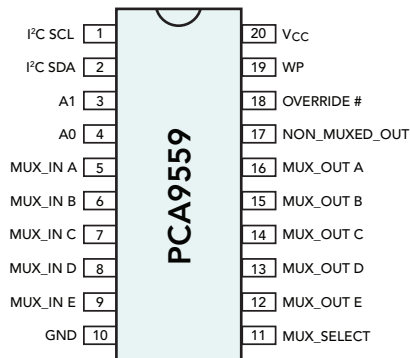 I²C SCL 1 20 VCC
I²C SDA 2 19 WP
A1 3 18 OVERRIDE #
A0 4 17 NON_MUXED_OUT
MUX_IN A 5 16 MUX_OUT A
MUX_IN B 6 15 MUX_OUT B
MUX_IN C 7 14 MUX_OUT C
MUX_IN D 8 13 MUX_OUT D
MUX_IN E 9 12 MUX_OUT E
GND 10 11 MUX_SELECT
PCA9559